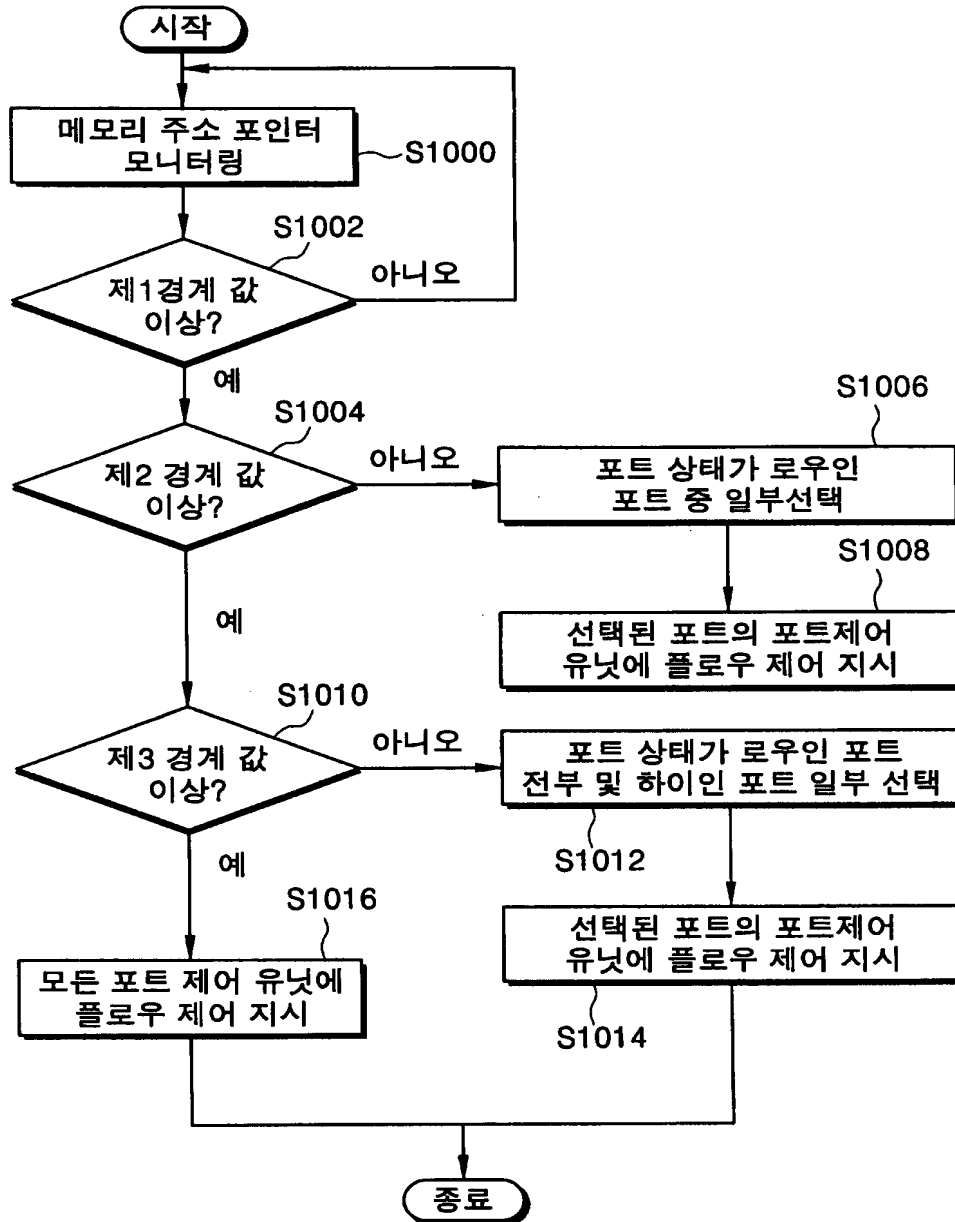 시작
메모리 주소 포인터
모니터링
S1000
S1002
제1경계 값
이상?
아니오
예
S1004
제2 경계 값
이상?
아니오
S1006
포트 상태가 로우인
포트 중 일부선택
S1008
선택된 포트의 포트제어
유닛에 플로우 제어 지시
예
S1010
제3 경계 값
이상?
아니오
포트 상태가 로우인 포트
전부 및 하이인 포트 일부 선택
S1012
예
S1016
모든 포트 제어 유닛에
플로우 제어 지시
선택된 포트의 포트제어
유닛에 플로우 제어 지시
S1014
종료